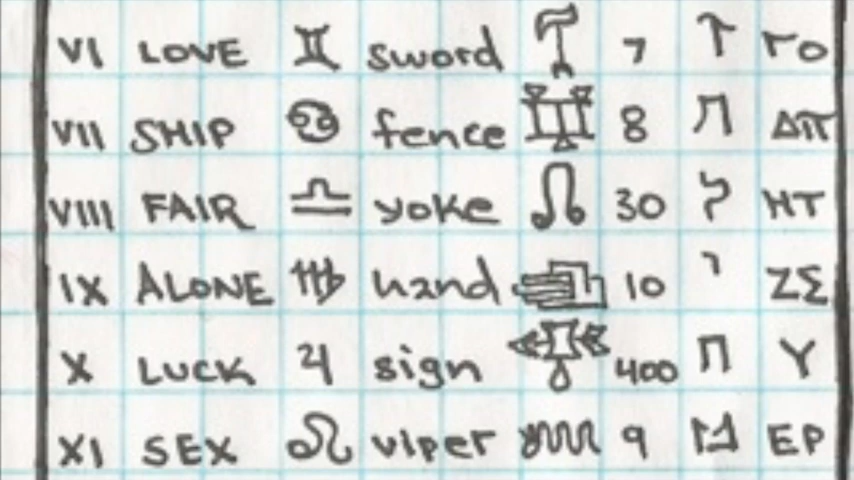 VI LOVE ♊ sword 7 ז ΓΟ
VII SHIP ♋ fence 8 ח ΔΠ
VIII FAIR ♎ yoke 30 ל ΗΤ
IX ALONE ♍ hand 10 י ΖΣ
X LUCK ♃ sign 400 ת Υ
XI SEX ♌ viper 9 ט ΕΡ